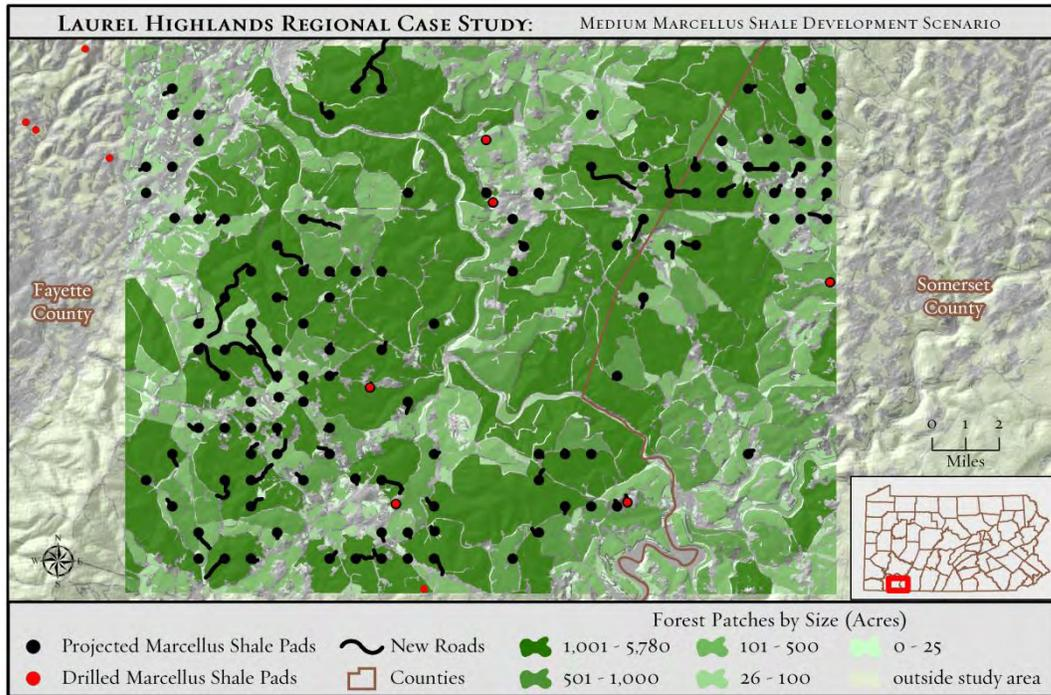 Laurel Highlands Regional Case Study: Medium Marcellus Shale Development Scenario
Fayette
County
Somerset
County
0 1 2
Miles
N
W E
S
Forest Patches by Size (Acres)
Projected Marcellus Shale Pads New Roads 1,001 - 5,780 101 - 500 0 - 25
Drilled Marcellus Shale Pads Counties 501 - 1,000 26 - 100 outside study area